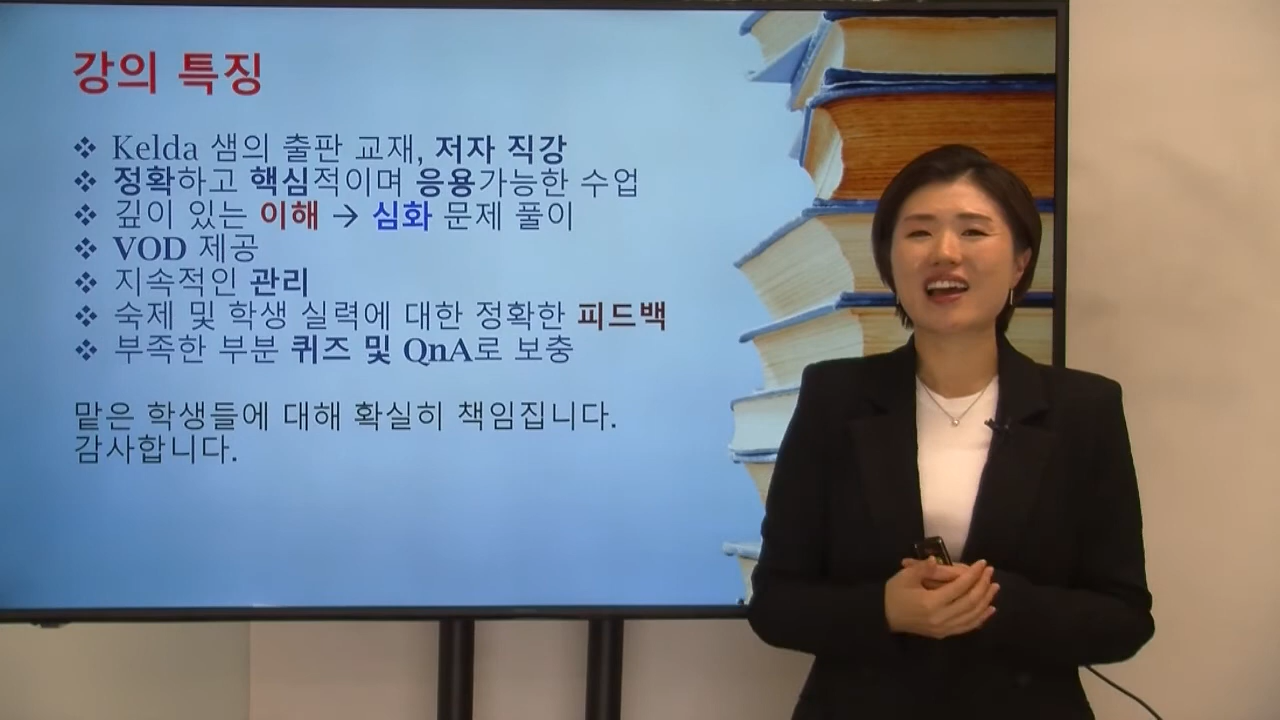 강의 특징
❖ Kelda 샘의 출판 교재, 저자 직강
❖ 정확하고 핵심적이며 응용가능한 수업
❖ 깊이 있는 이해 → 심화 문제 풀이
❖ VOD 제공
❖ 지속적인 관리
❖ 숙제 및 학생 실력에 대한 정확한 피드백
❖ 부족한 부분 퀴즈 및 QnA로 보충
맡은 학생들에 대해 확실히 책임집니다.
감사합니다.